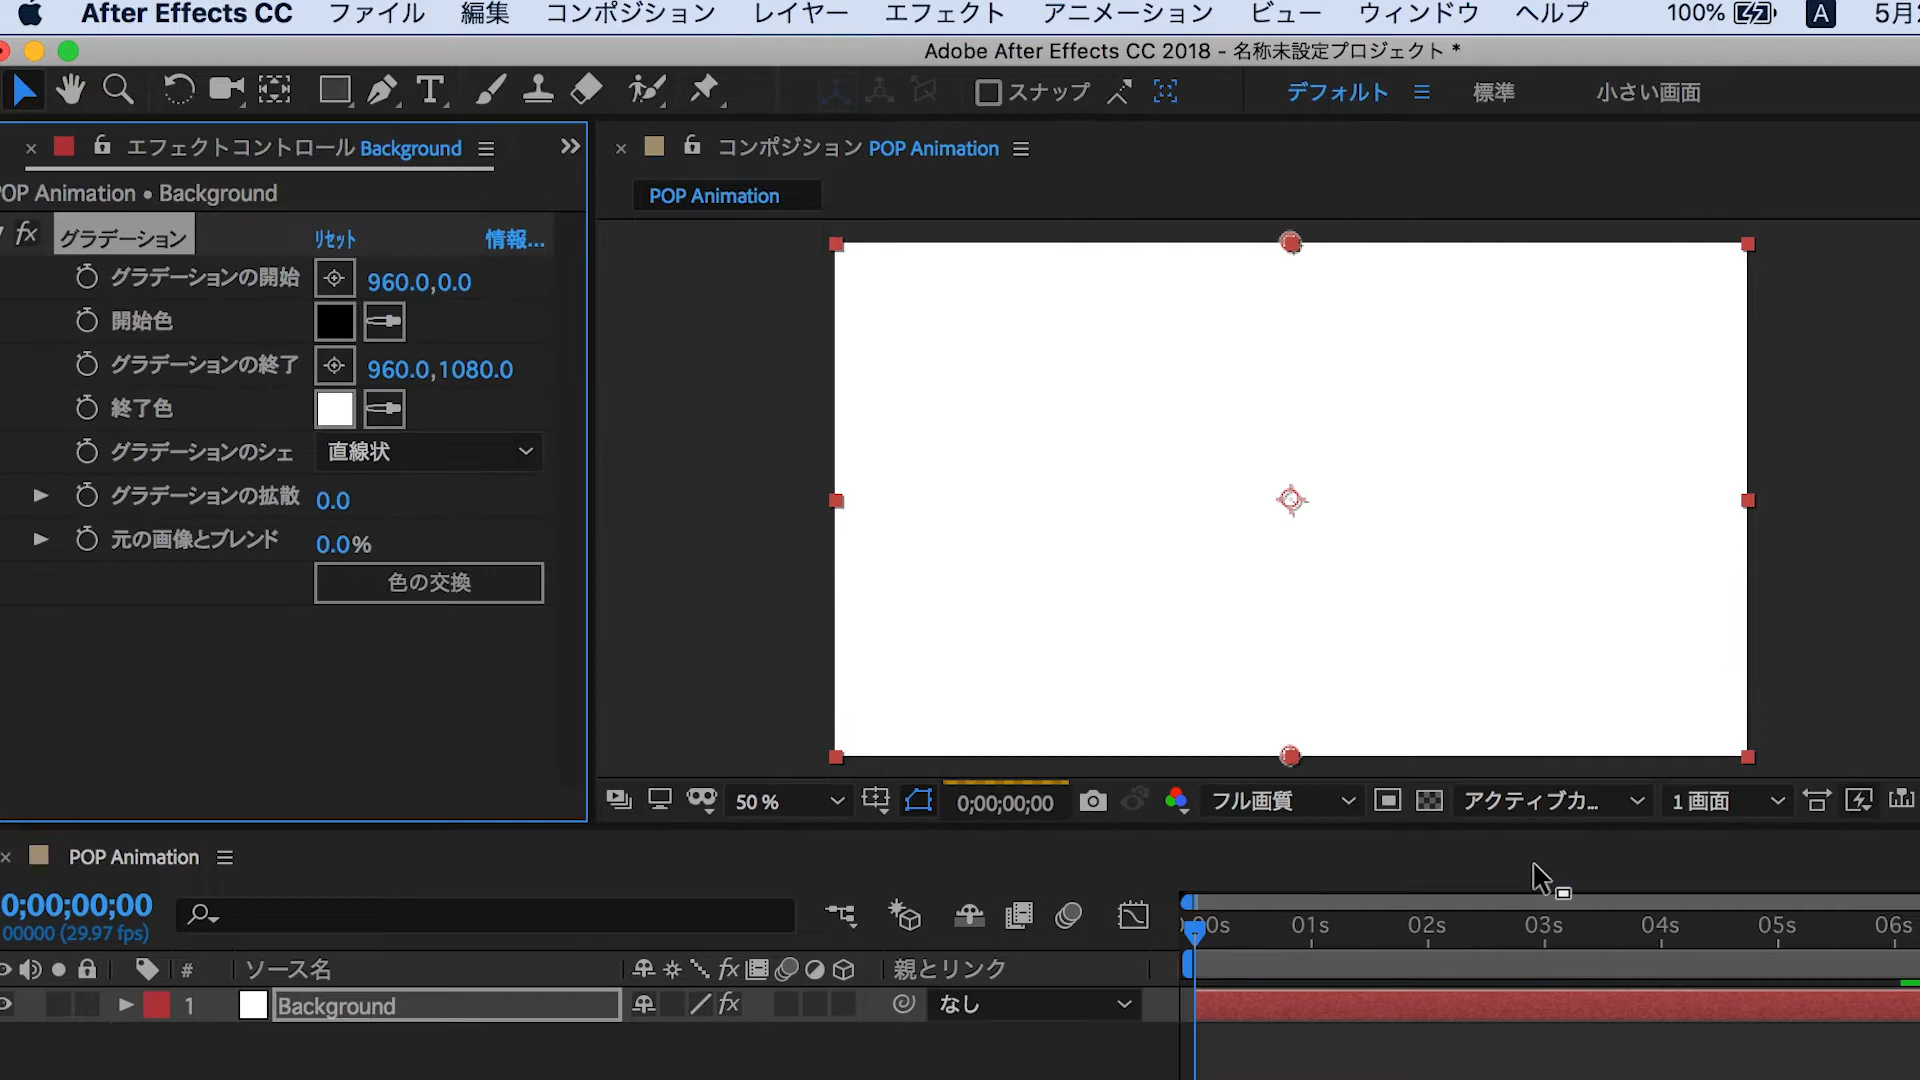 After Effects CC ファイル 編集 コンポジション レイヤー エフェクト アニメーション ビュー ウィンドウ ヘルプ 100% A 5月
Adobe After Effects CC 2018 - 名称未設定プロジェクト *
T スナップ デフォルト 標準 小さい画面
エフェクトコントロール Background
コンポジション POP Animation
OP Animation • Background
POP Animation
fx グラデーション リセット 情報...
グラデーションの開始 960.0,0.0
開始色
グラデーションの終了 960.0,1080.0
終了色
グラデーションのシェ 直線状
グラデーションの拡散 0.0
元の画像とブレンド 0.0%
色の交換
50 % 0;00;00;00 フル画質 アクティブカ... 1 画面
POP Animation
0;00;00;00
00000 (29.97 fps)
00s 01s 02s 03s 04s 05s 06s
# ソース名 fx 親とリンク
1 Background fx なし